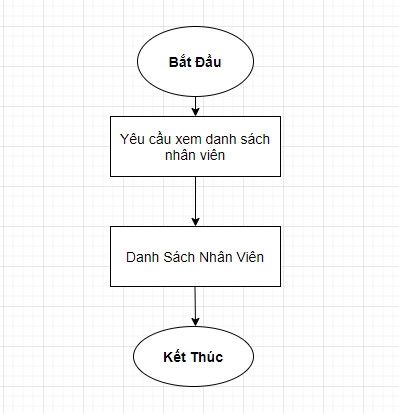 Bắt Đầu
Yêu cầu xem danh sách
nhân viên
Danh Sách Nhân Viên
Kết Thúc